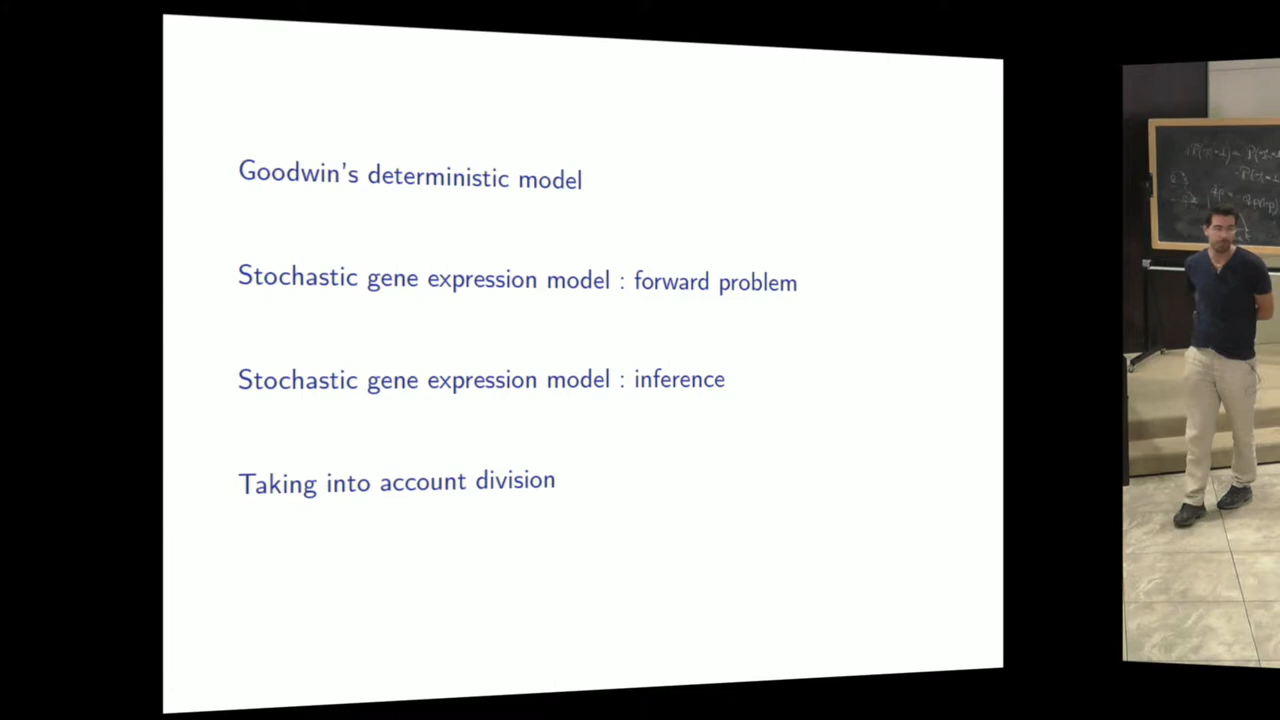 Goodwin's deterministic model
Stochastic gene expression model : forward problem
Stochastic gene expression model : inference
Taking into account division